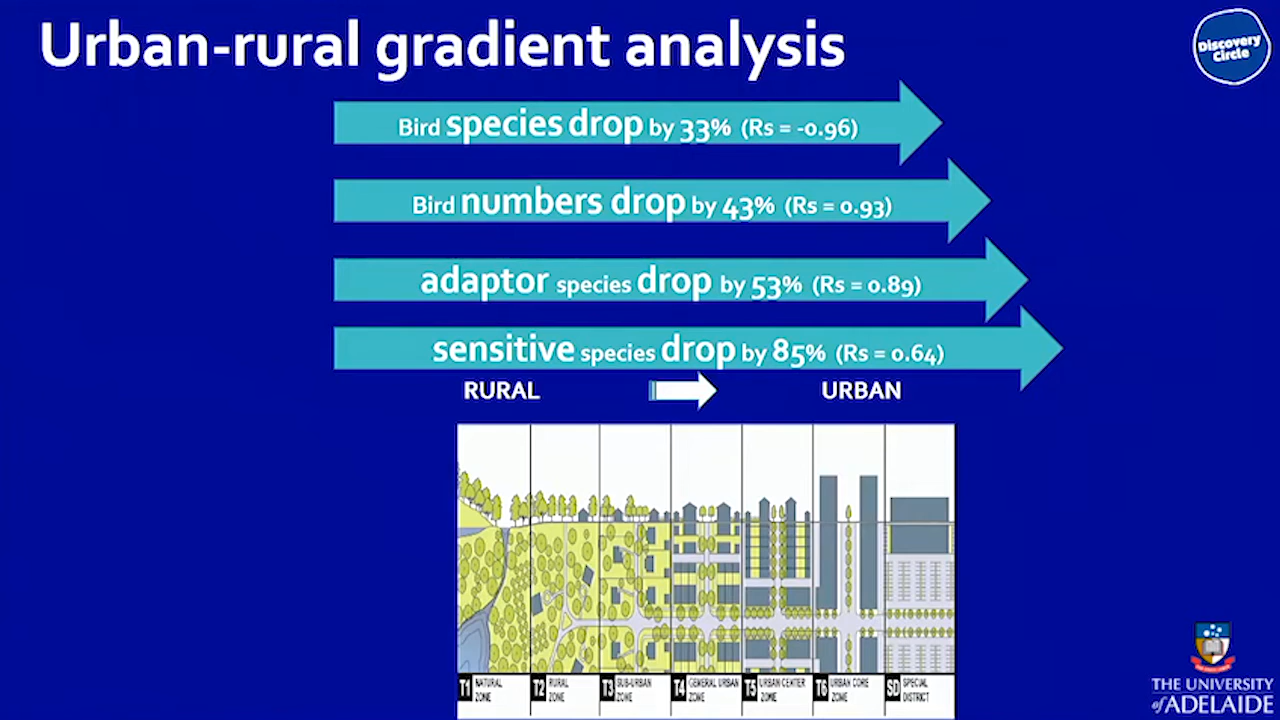 Urban-rural gradient analysis
Discovery
Circle
Bird species drop by 33% (Rs = -0.96)
Bird numbers drop by 43% (Rs = 0.93)
adaptor species drop by 53% (Rs = 0.89)
sensitive species drop by 85% (Rs = 0.64)
RURAL URBAN
T1 NATURAL ZONE
T2 RURAL ZONE
T3 SUB-URBAN ZONE
T4 GENERAL URBAN ZONE
T5 URBAN CENTER ZONE
T6 URBAN CORE ZONE
SD SPECIAL DISTRICT
THE UNIVERSITY
of ADELAIDE